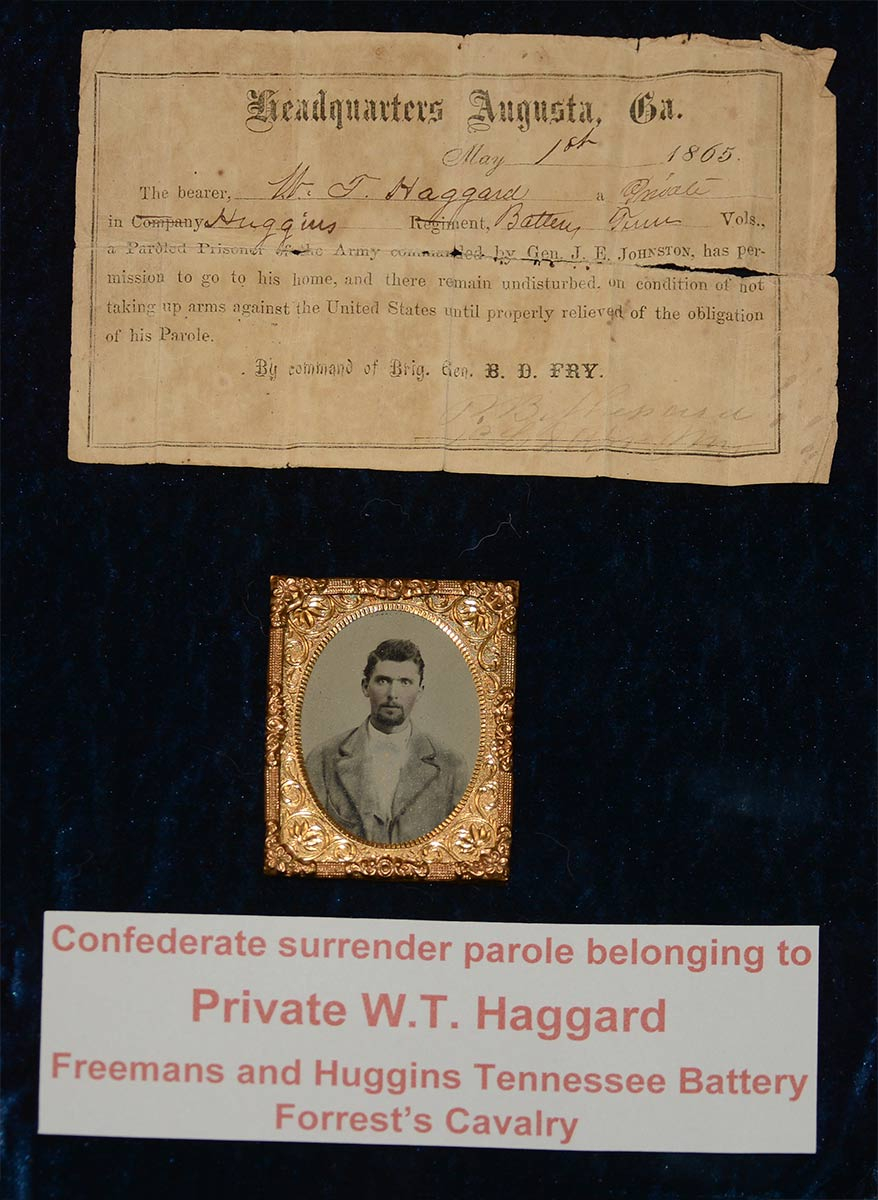 Headquarters Augusta, Ga.
May 1st 1865.
The bearer, W. T. Haggard a Private
in Company Huggins Regiment, Battery Tenn Vols.,
a Paroled Prisoner of the Army commanded by Gen. J. E. JOHNSTON, has per-
mission to go to his home, and there remain undisturbed, on condition of not
taking up arms against the United States until properly relieved of the obligation
of his Parole.
By command of Brig. Gen. B. D. FRY.
Confederate surrender parole belonging to
Private W.T. Haggard
Freemans and Huggins Tennessee Battery
Forrest's Cavalry